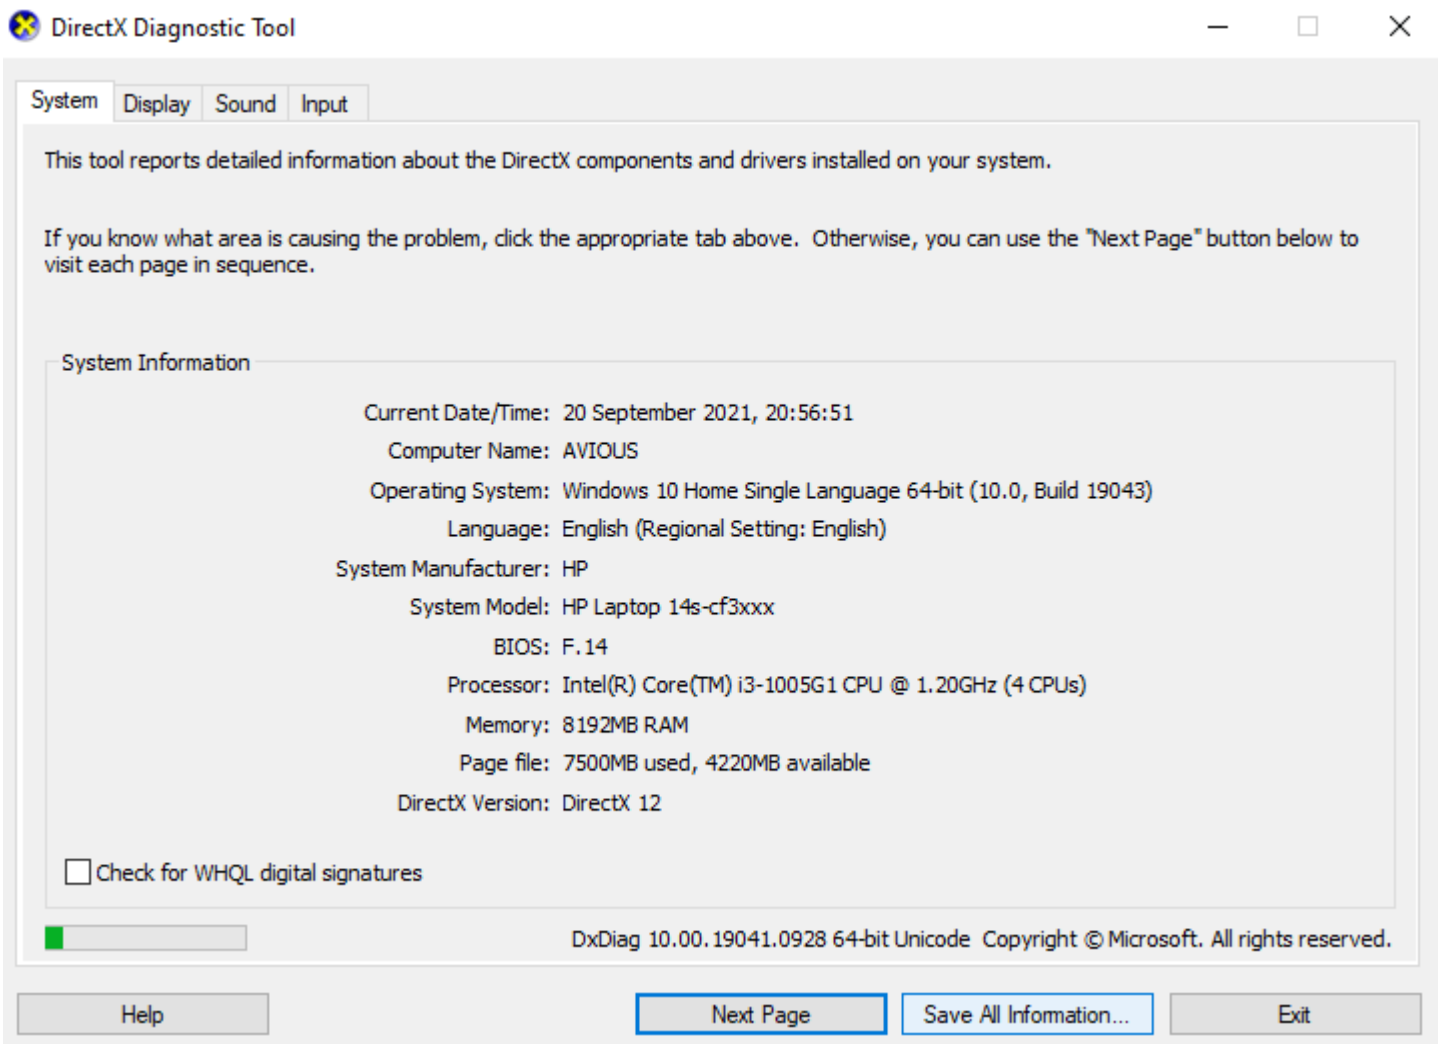 DirectX Diagnostic Tool
System Display Sound Input
This tool reports detailed information about the DirectX components and drivers installed on your system.
If you know what area is causing the problem, click the appropriate tab above.  Otherwise, you can use the "Next Page" button below to
visit each page in sequence.
System Information
Current Date/Time: 20 September 2021, 20:56:51
Computer Name: AVIOUS
Operating System: Windows 10 Home Single Language 64-bit (10.0, Build 19043)
Language: English (Regional Setting: English)
System Manufacturer: HP
System Model: HP Laptop 14s-cf3xxx
BIOS: F.14
Processor: Intel(R) Core(TM) i3-1005G1 CPU @ 1.20GHz (4 CPUs)
Memory: 8192MB RAM
Page file: 7500MB used, 4220MB available
DirectX Version: DirectX 12
Check for WHQL digital signatures
DxDiag 10.00.19041.0928 64-bit Unicode  Copyright © Microsoft. All rights reserved.
Help Next Page Save All Information... Exit